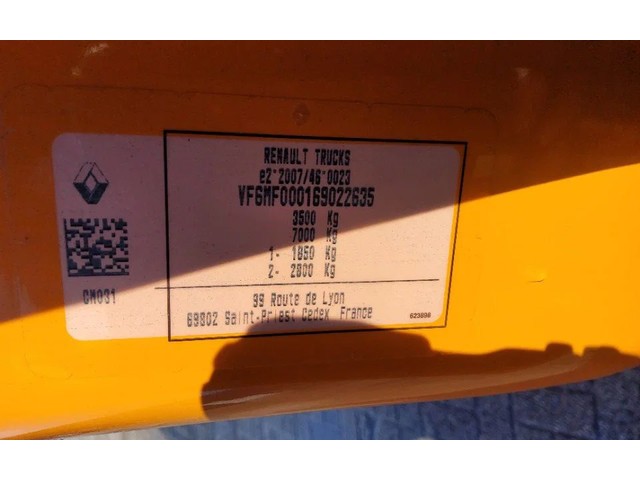 RENAULT TRUCKS
e2*2007/46*0023
VF6MF000169022635
3500 Kg
7000 Kg
1- 1850 Kg
2- 2800 Kg
CM031
99 Route de Lyon
69802 Saint-Priest Cedex France
623898